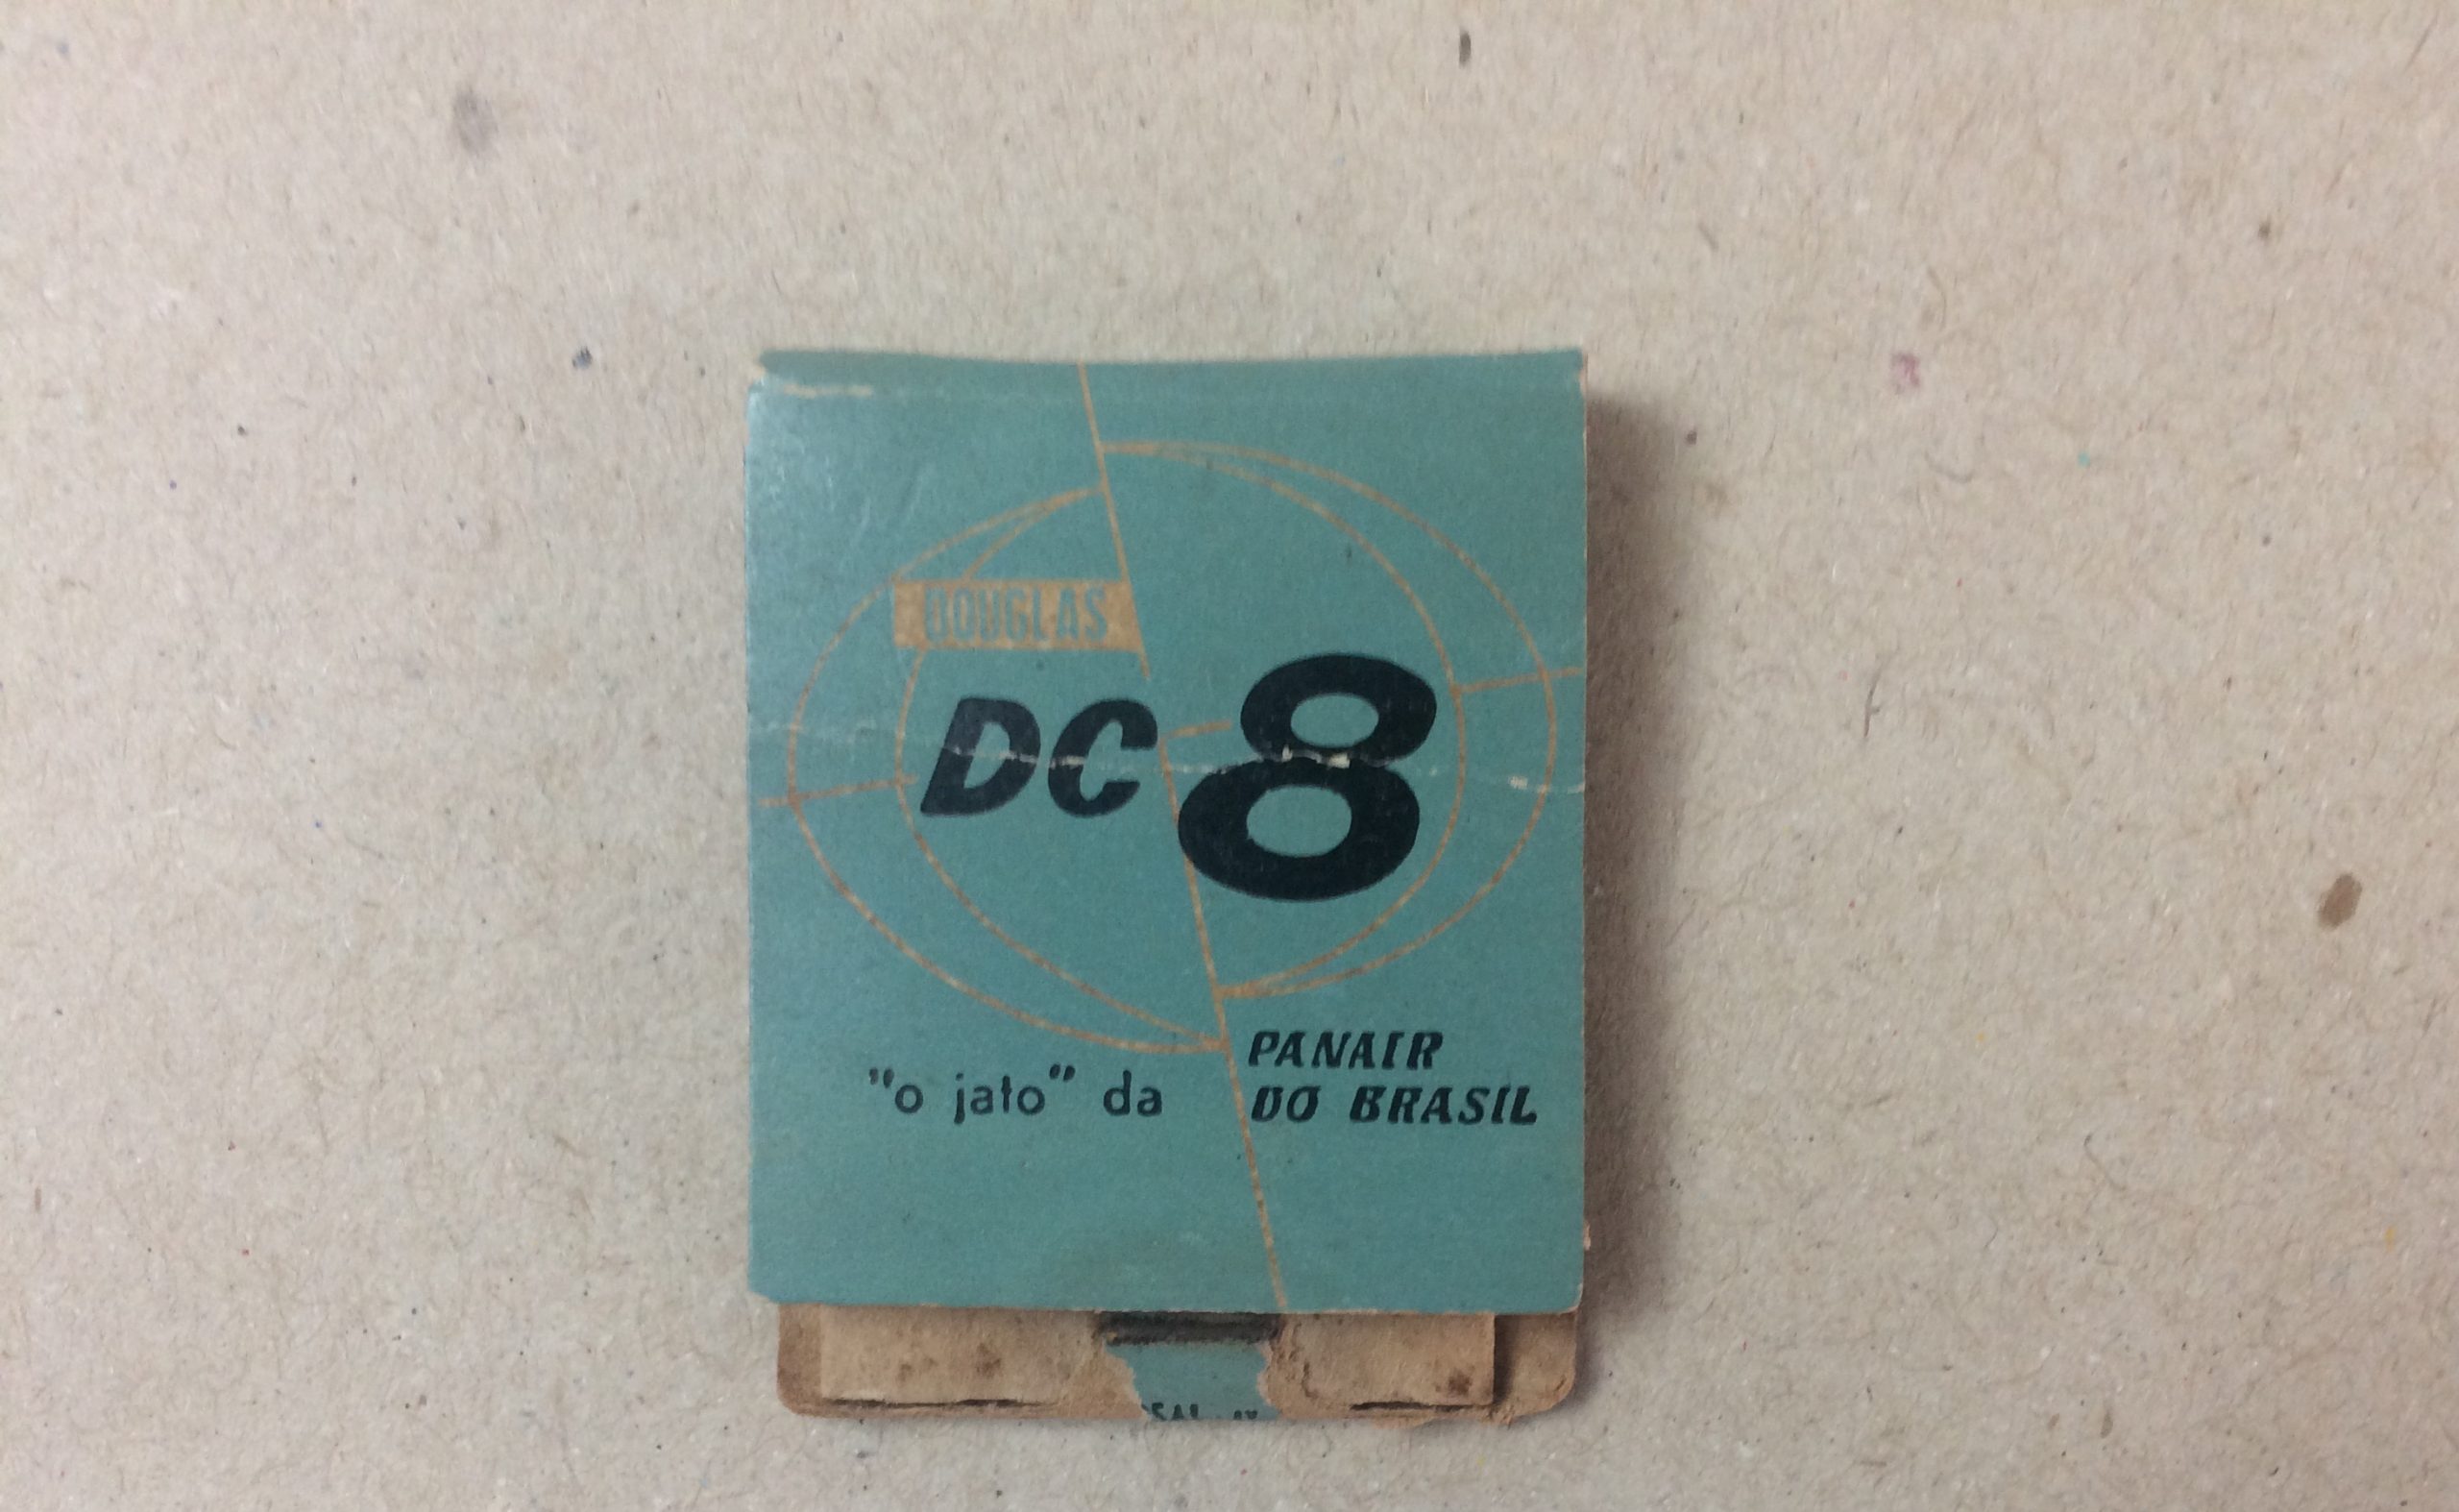 DOUGLAS
DC 8
"o jato" da PANAIR
DO BRASIL